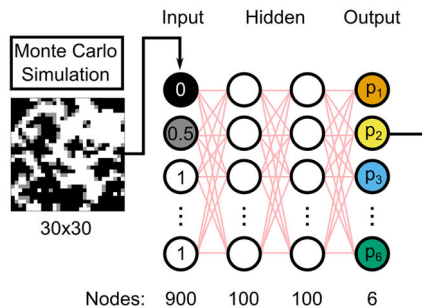 Input Hidden Output
Monte Carlo
Simulation
0 p1
0.5 p2
1 p3
1 p6
30x30
Nodes: 900 100 100 6